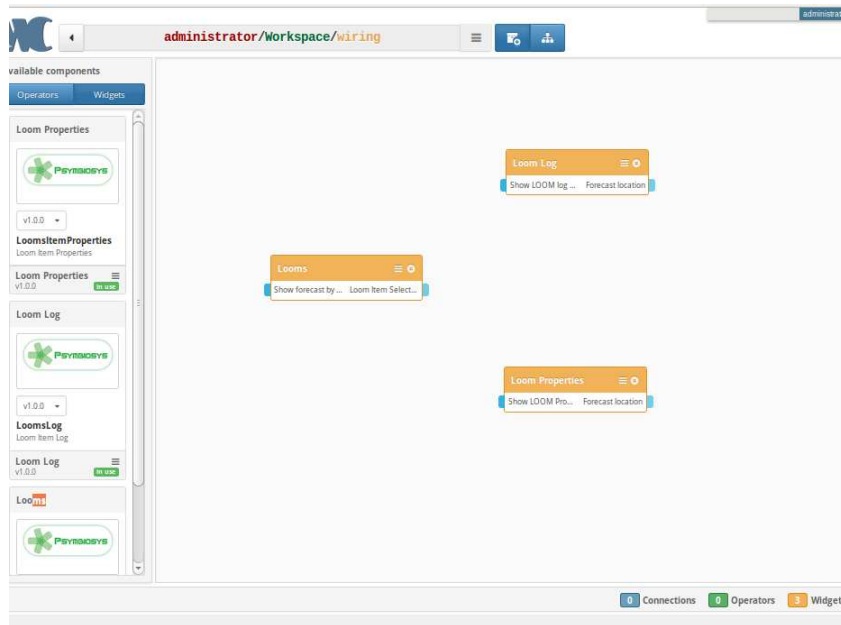 administrator
administrator/Workspace/wiring
vailable components
Operators Widgets
Loom Properties
PSYMBIOSYS
v1.0.0
LoomsItemProperties
Loom Item Properties
Loom Properties
v1.0.0 In use
Loom Log
PSYMBIOSYS
v1.0.0
LoomsLog
Loom Item Log
Loom Log
v1.0.0 In use
Looms
PSYMBIOSYS
Loom Log
Show LOOM log ... Forecast location
Looms
Show forecast by ... Loom Item Select...
Loom Properties
Show LOOM Pro... Forecast location
0 Connections 0 Operators 3 Widget